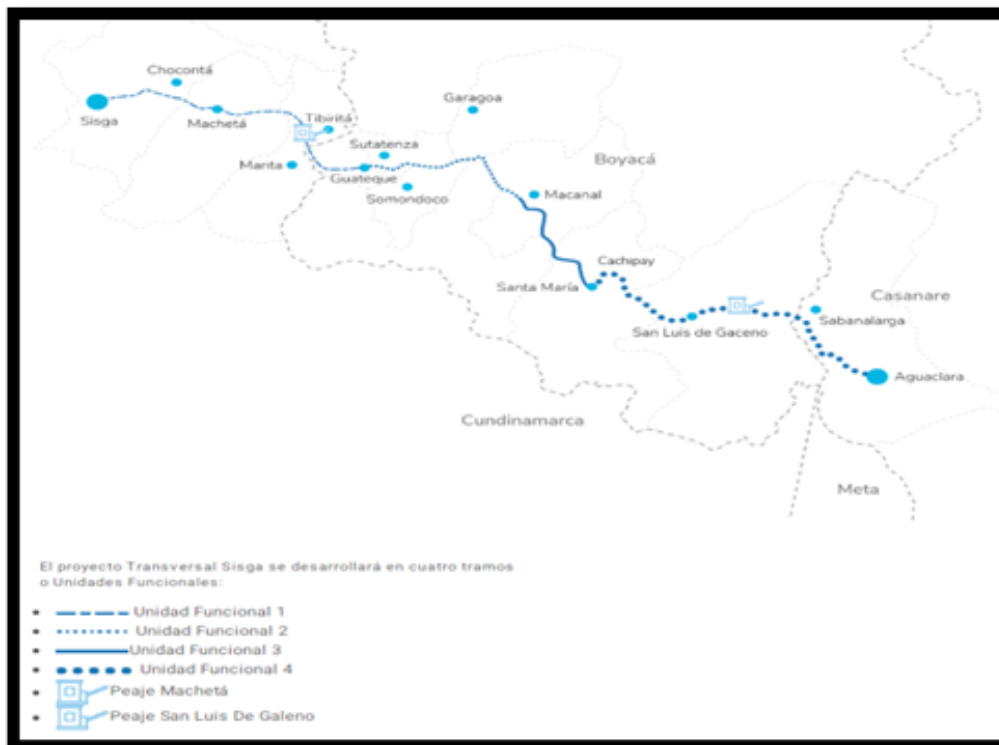 Chocontá
Garagoa
Sisga
Machetá
Tibiritá
Sutatenza
Boyacá
Manta
Guateque
Somondoco
Macanal
Cachipay
Santa María
Casanare
San Luis de Gaceno
Sabanalarga
Aguaclara
Cundinamarca
Meta
El proyecto Transversal Sisga se desarrollará en cuatro tramos
o Unidades Funcionales:
Unidad Funcional 1
Unidad Funcional 2
Unidad Funcional 3
Unidad Funcional 4
Peaje Machetá
Peaje San Luis De Galeno